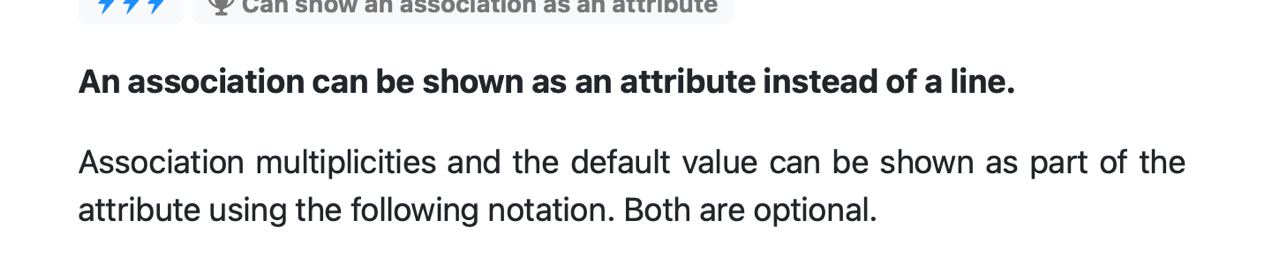 Can show an association as an attribute
An association can be shown as an attribute instead of a line.
Association multiplicities and the default value can be shown as part of the
attribute using the following notation. Both are optional.